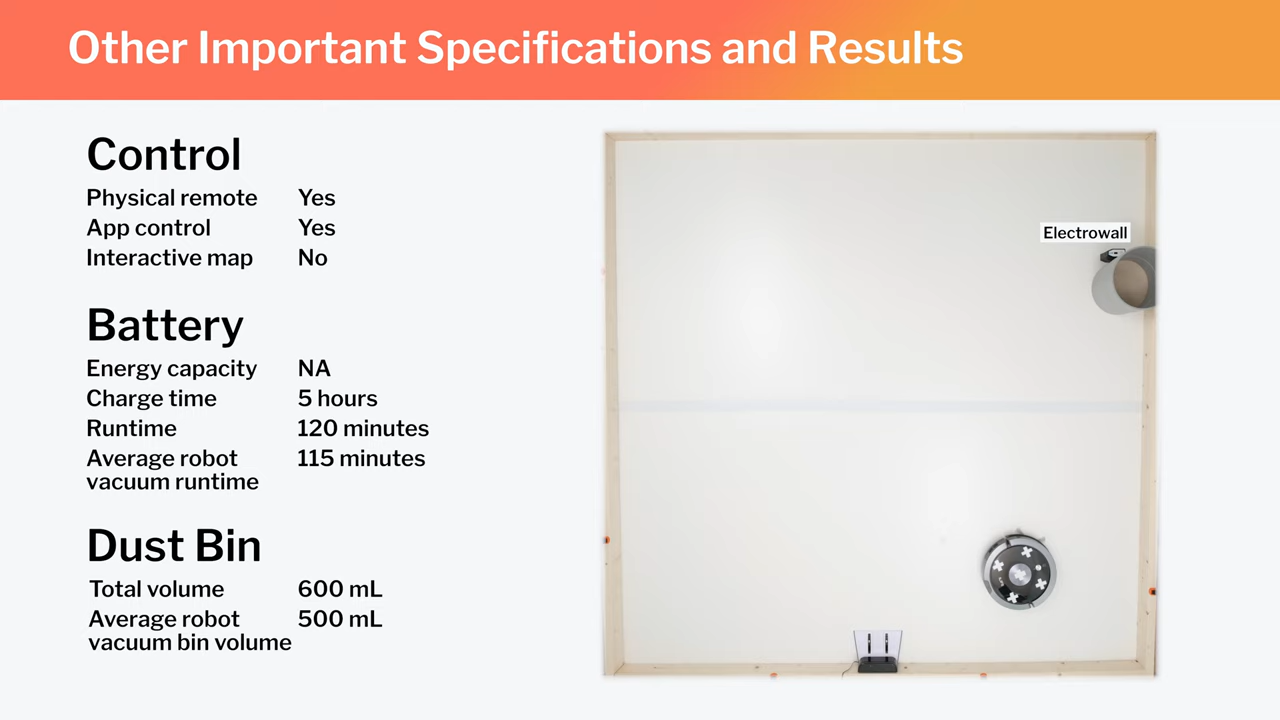 Other Important Specifications and Results
Control
Physical remote Yes
App control Yes
Interactive map No
Battery
Energy capacity NA
Charge time 5 hours
Runtime 120 minutes
Average robot 115 minutes
vacuum runtime
Dust Bin
Total volume 600 mL
Average robot 500 mL
vacuum bin volume
Electrowall